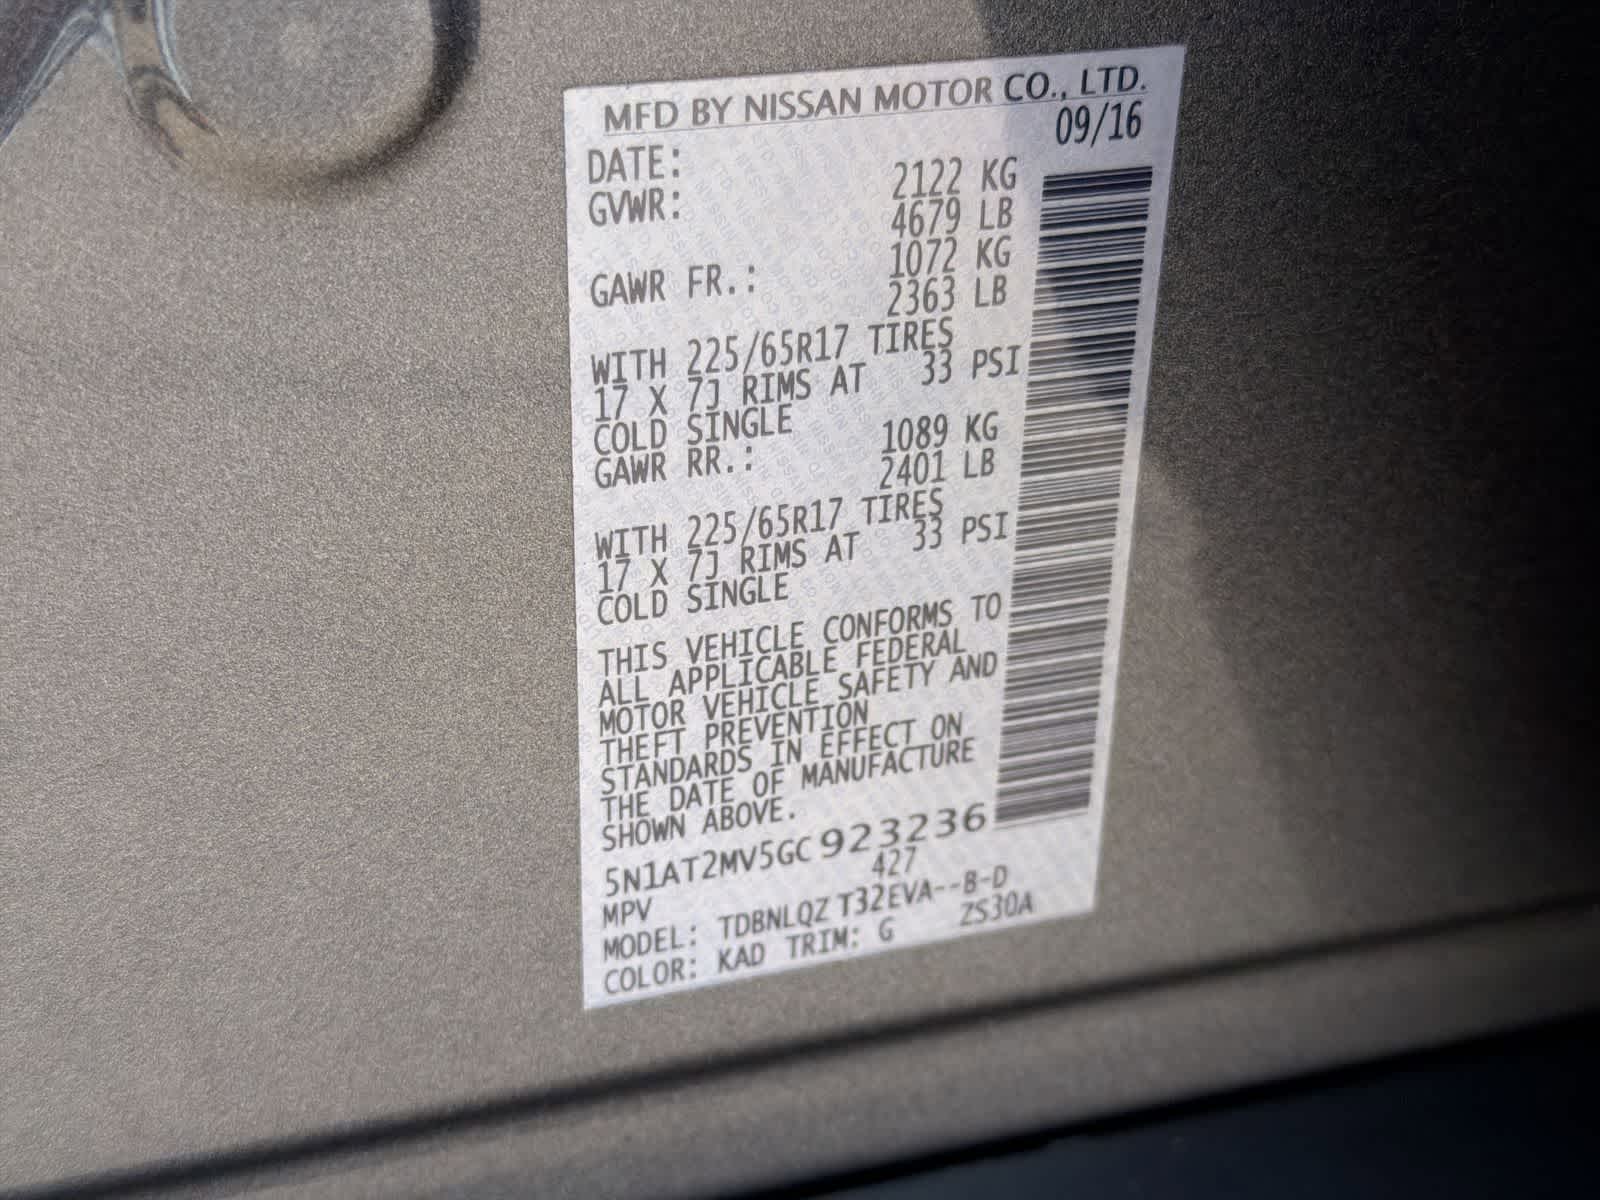 MFD BY NISSAN MOTOR CO., LTD.
DATE: 09/16
GVWR: 2122 KG
4679 LB
GAWR FR.: 1072 KG
2363 LB
WITH 225/65R17 TIRES
17 X 7J RIMS AT 33 PSI
COLD SINGLE
GAWR RR.: 1089 KG
2401 LB
WITH 225/65R17 TIRES
17 X 7J RIMS AT 33 PSI
COLD SINGLE
THIS VEHICLE CONFORMS TO
ALL APPLICABLE FEDERAL
MOTOR VEHICLE SAFETY AND
THEFT PREVENTION
STANDARDS IN EFFECT ON
THE DATE OF MANUFACTURE
SHOWN ABOVE.
5N1AT2MV5GC923236
MPV 427
MODEL: TDBNLQZ T32EVA--B-D
COLOR: KAD TRIM: G ZS30A